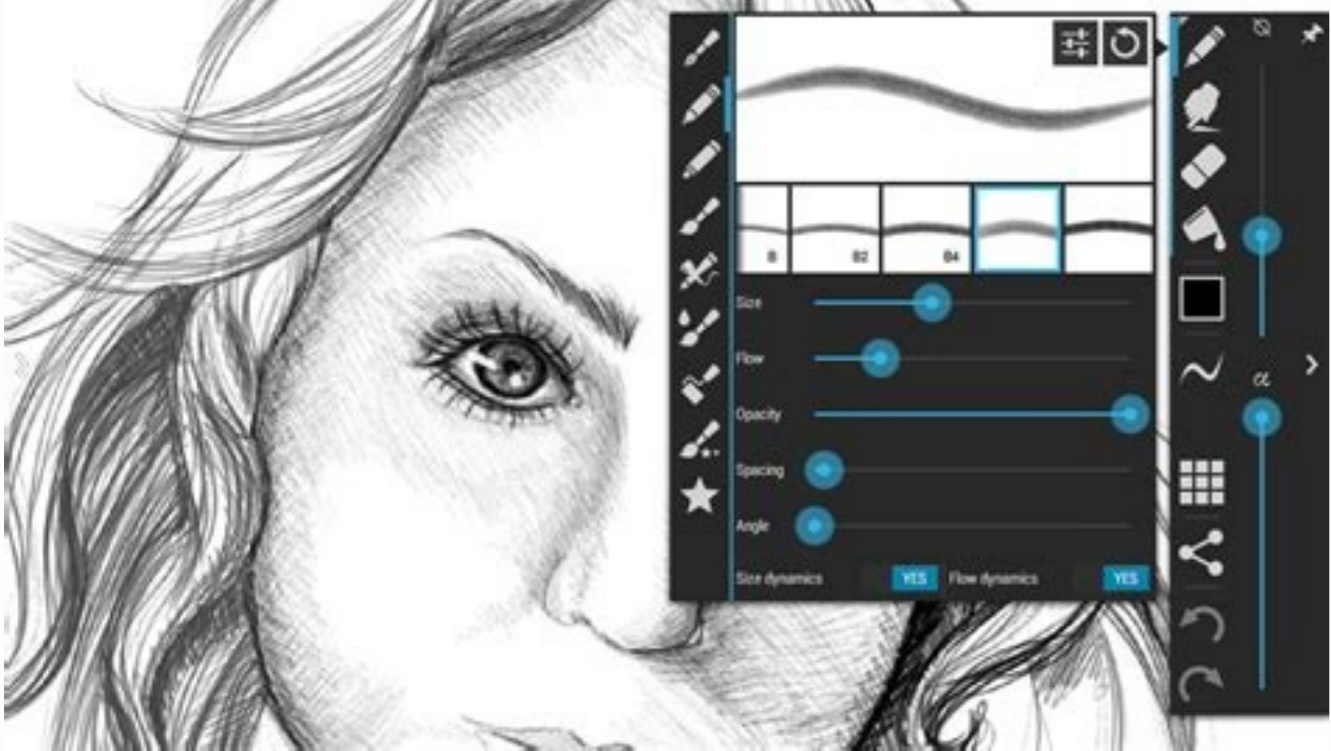 B B2 B4
Size
Flow
Opacity
Spacing
Angle
Size dynamics YES Flow dynamics YES
α